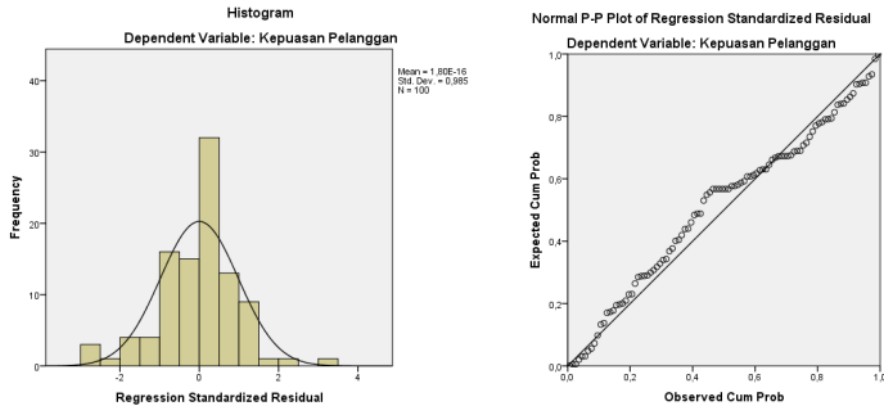 Histogram
Dependent Variable: Kepuasan Pelanggan
Mean = 1,80E-16
Std. Dev. = 0,985
N = 100
Frequency
40
30
20
10
0
-2
0
2
4
Regression Standardized Residual
Normal P-P Plot of Regression Standardized Residual
Dependent Variable: Kepuasan Pelanggan
Expected Cum Prob
1,0
0,8
0,6
0,4
0,2
0,0
0,0
0,2
0,4
0,6
0,8
1,0
Observed Cum Prob